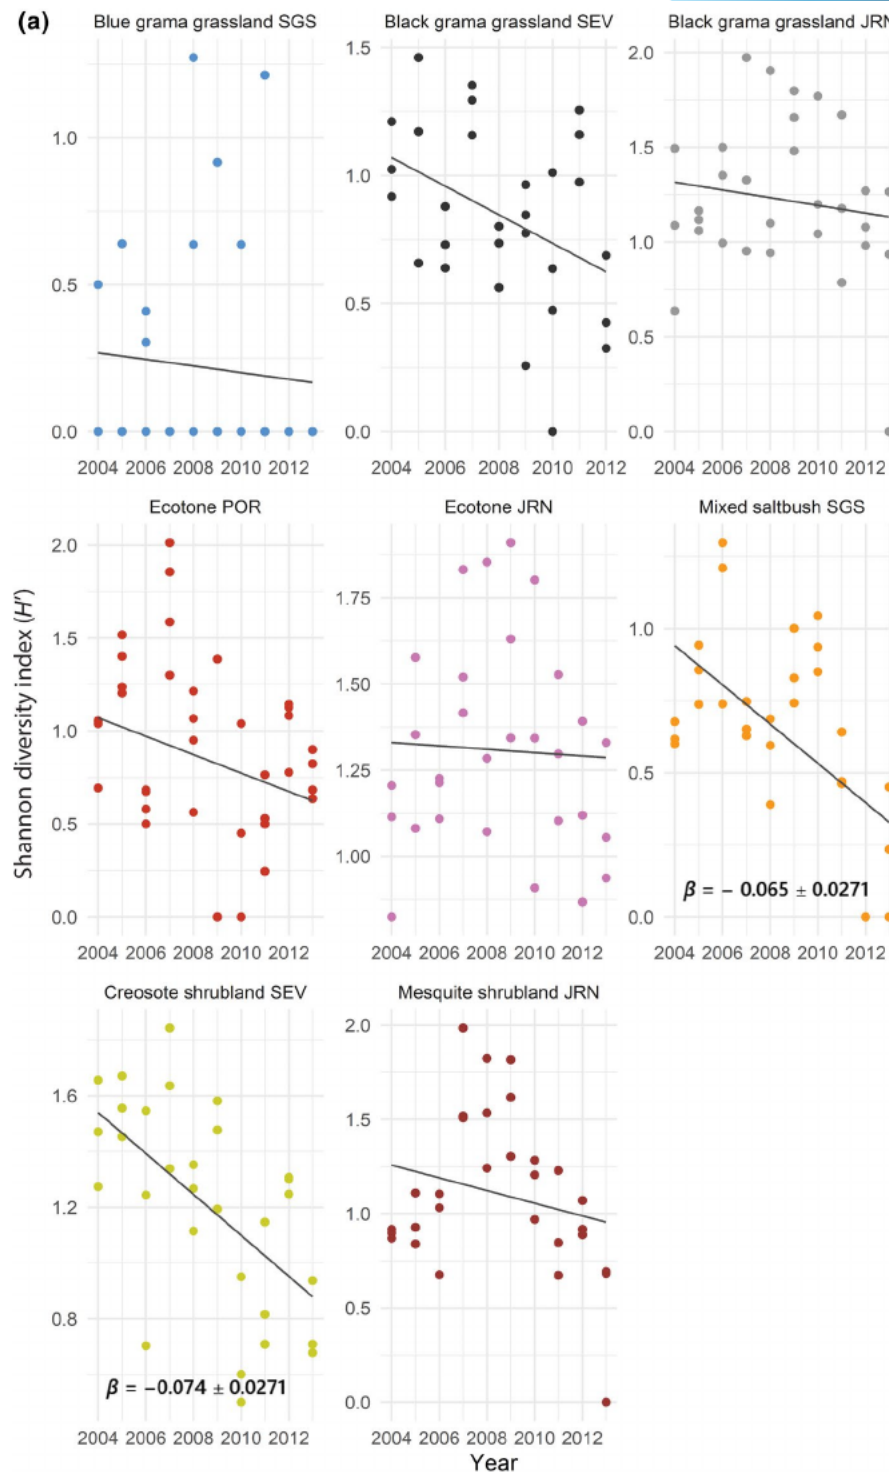 (a)
Blue grama grassland SGS
Black grama grassland SEV
Black grama grassland JRN
1.0
0.5
0.0
2004 2006 2008 2010 2012
1.5
1.0
0.5
0.0
2004 2006 2008 2010 2012
2.0
1.5
1.0
0.5
0.0
2004 2006 2008 2010 2012
Shannon diversity index (H′)
Ecotone POR
Ecotone JRN
Mixed saltbush SGS
2.0
1.5
1.0
0.5
0.0
2004 2006 2008 2010 2012
1.75
1.50
1.25
1.00
2004 2006 2008 2010 2012
1.0
0.5
0.0
β = − 0.065 ± 0.0271
2004 2006 2008 2010 2012
Creosote shrubland SEV
Mesquite shrubland JRN
1.6
1.2
0.8
β = −0.074 ± 0.0271
2004 2006 2008 2010 2012
2.0
1.5
1.0
0.5
0.0
2004 2006 2008 2010 2012
Year